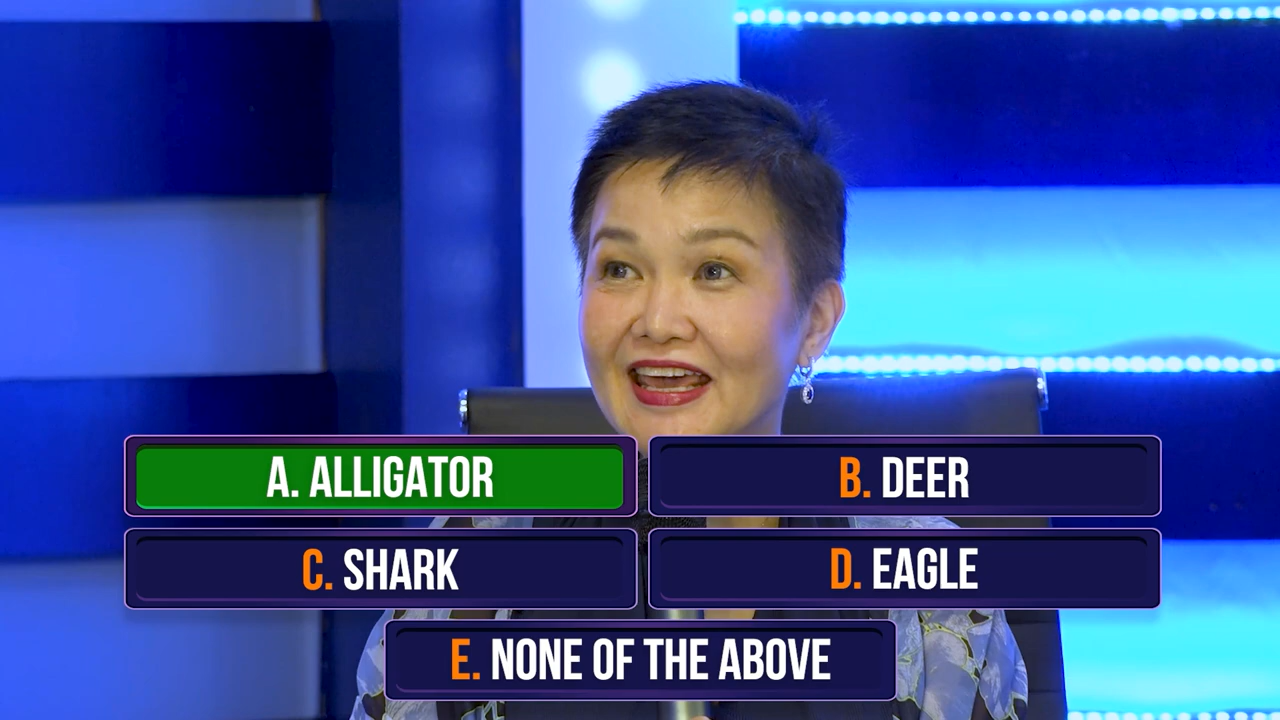 A. ALLIGATOR
B. DEER
C. SHARK
D. EAGLE
E. NONE OF THE ABOVE